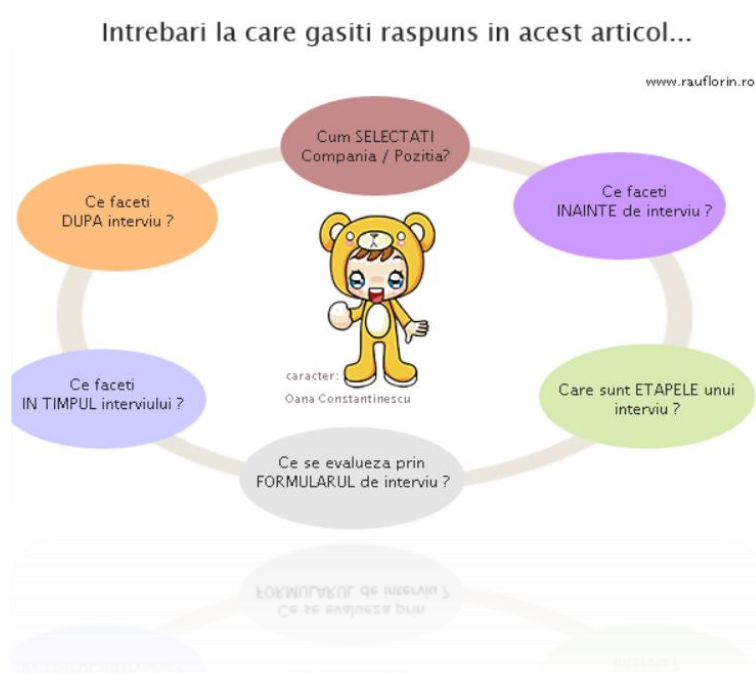 Intrebari la care gasiti raspuns in acest articol...
www.rauflorin.ro
Cum SELECTATI
Compania / Pozitia?
Ce faceti
INAINTE de interviu ?
Care sunt ETAPELE unui
interviu ?
Ce se evalueza prin
FORMULARUL de interviu ?
Ce faceti
IN TIMPUL interviului ?
Ce faceti
DUPA interviu ?
caracter:
Oana Constantinescu